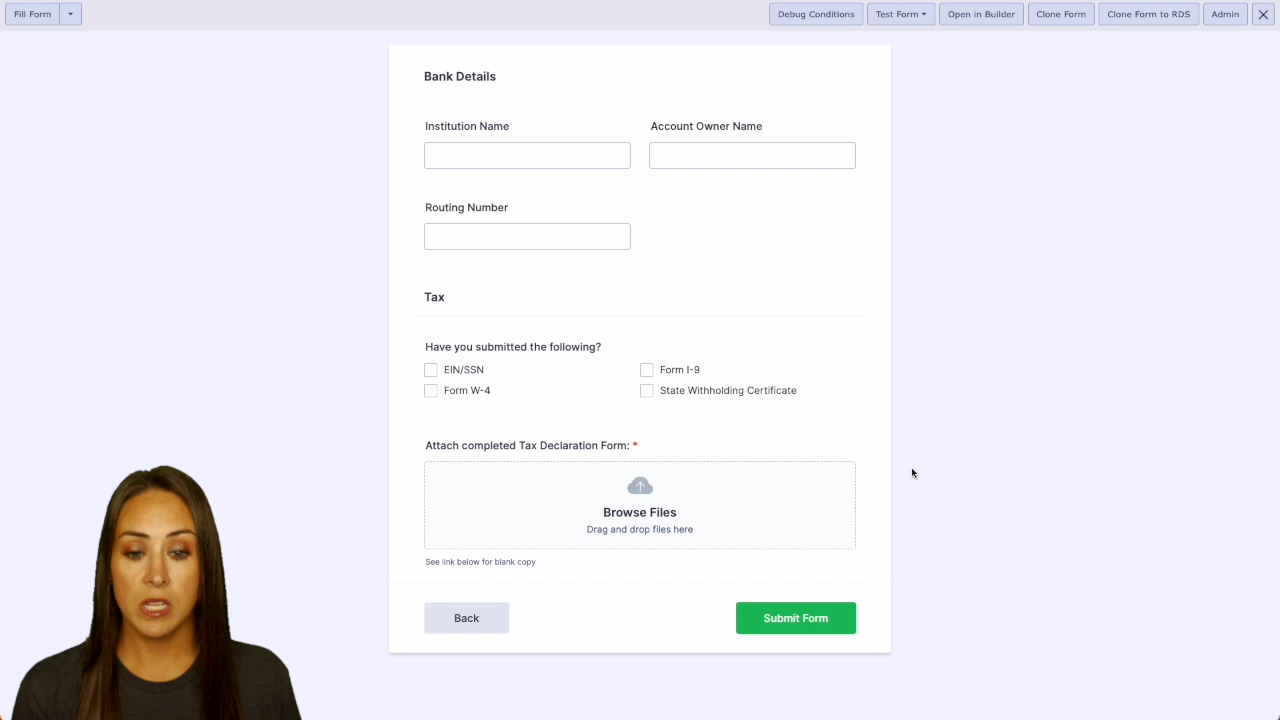 Fill Form
Debug Conditions
Test Form
Open in Builder
Clone Form
Clone Form to RDS
Admin
Bank Details
Institution Name
Account Owner Name
Routing Number
Tax
Have you submitted the following?
EIN/SSN
Form I-9
Form W-4
State Withholding Certificate
Attach completed Tax Declaration Form: *
Browse Files
Drag and drop files here
See link below for blank copy
Back
Submit Form